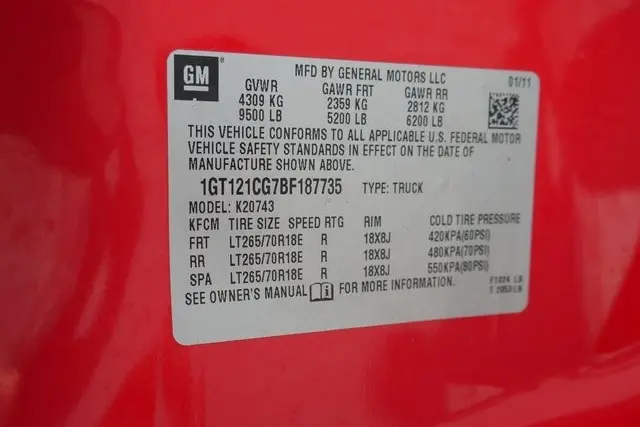 GM
MFD BY GENERAL MOTORS LLC 01/11
GVWR GAWR FRT GAWR RR
4309 KG 2359 KG 2812 KG
9500 LB 5200 LB 6200 LB
THIS VEHICLE CONFORMS TO ALL APPLICABLE U.S. FEDERAL MOTOR
VEHICLE SAFETY STANDARDS IN EFFECT ON THE DATE OF
MANUFACTURE SHOWN ABOVE.
1GT121CG7BF187735 TYPE: TRUCK
MODEL: K20743
KFCM TIRE SIZE SPEED RTG RIM COLD TIRE PRESSURE
FRT LT265/70R18E R 18X8J 420KPA(60PSI)
RR LT265/70R18E R 18X8J 480KPA(70PSI)
SPA LT265/70R18E R 18X8J 550KPA(80PSI)
SEE OWNER'S MANUAL FOR MORE INFORMATION.
LB
LB